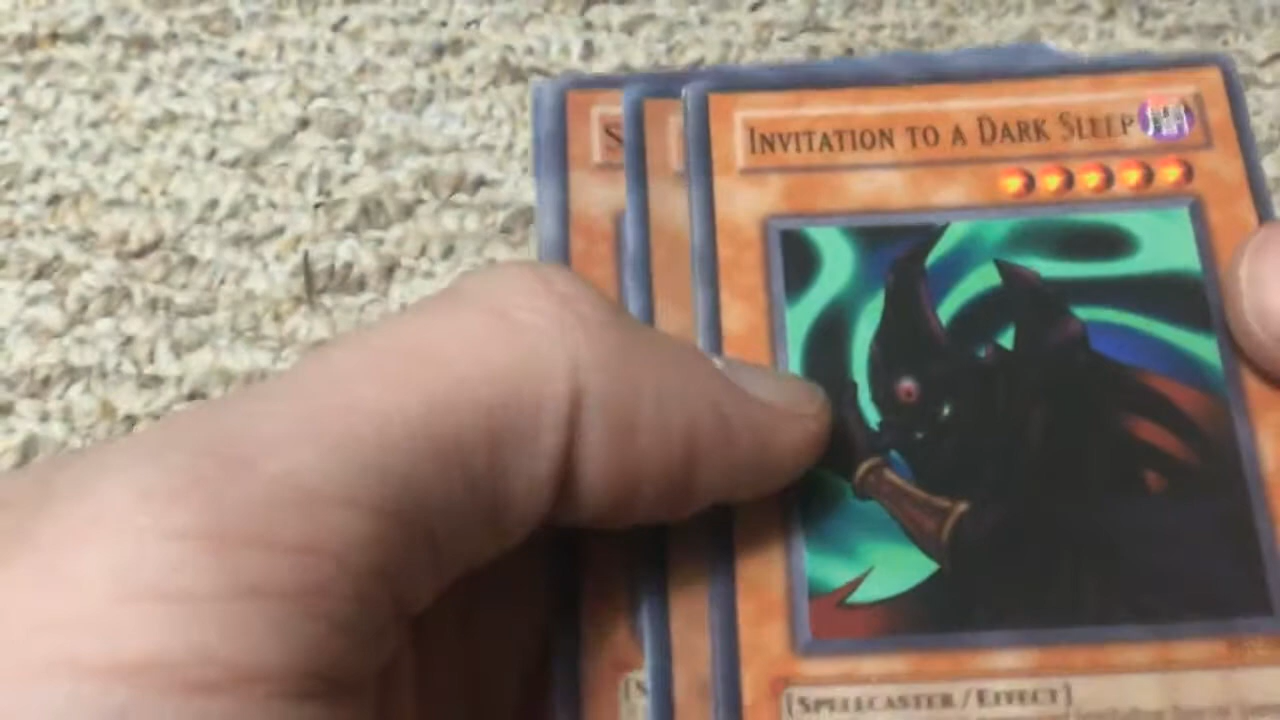 S
INVITATION TO A DARK SLEEP
[S
[SPELLCASTER / EFFECT]